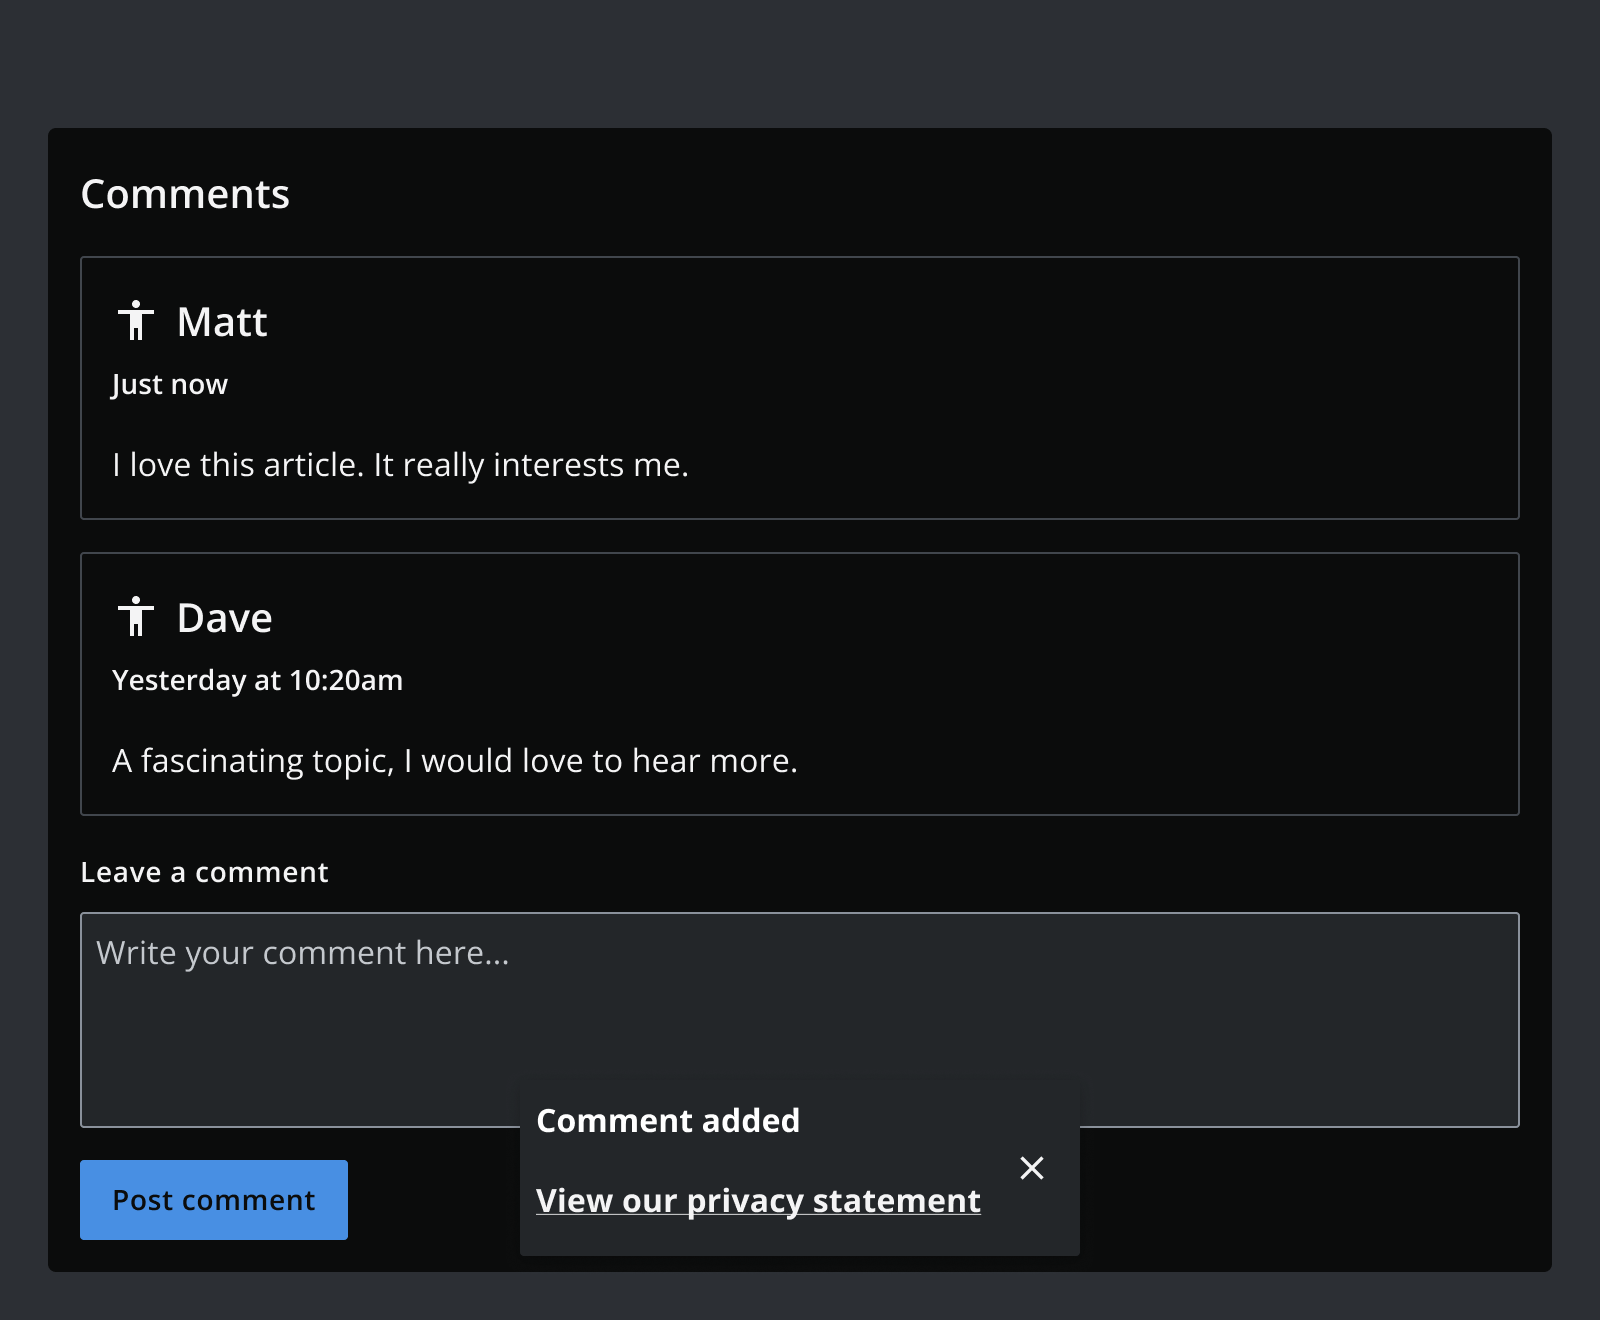 Comments
Matt
Just now
I love this article. It really interests me.
Dave
Yesterday at 10:20am
A fascinating topic, I would love to hear more.
Leave a comment
Write your comment here...
Comment added
View our privacy statement
Post comment